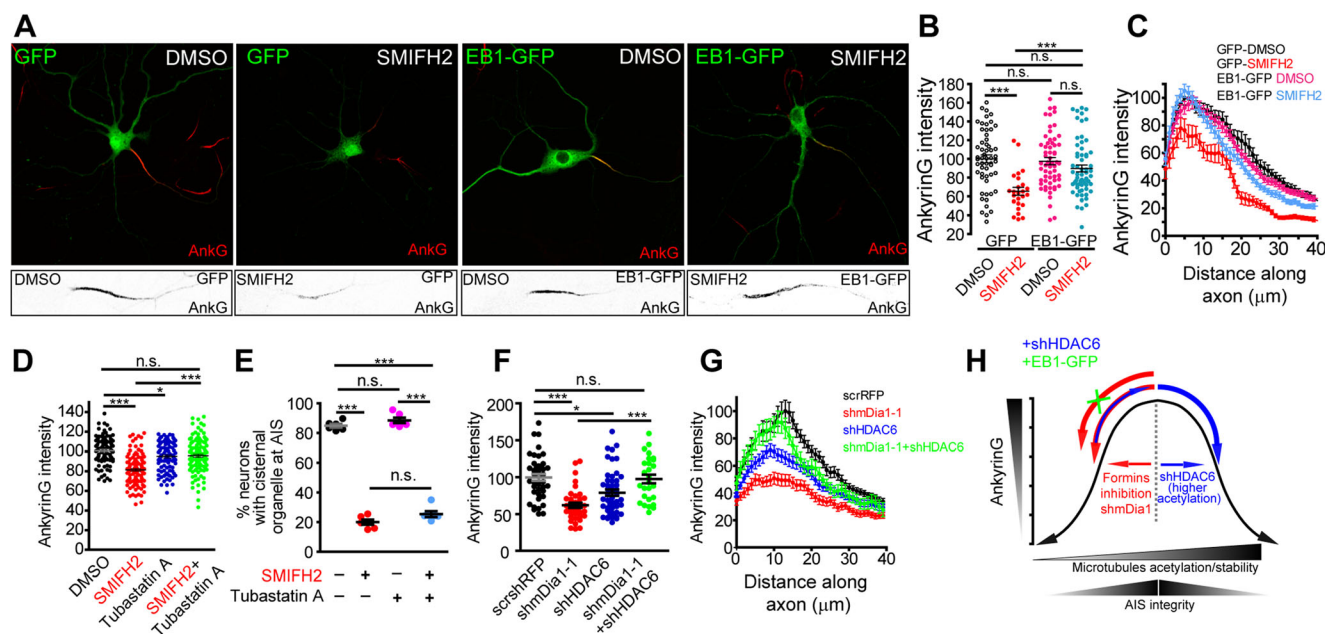 A
GFP
DMSO
AnkG
GFP
SMIFH2
AnkG
EB1-GFP
DMSO
AnkG
EB1-GFP
SMIFH2
AnkG
DMSO
GFP
AnkG
SMIFH2
GFP
AnkG
DMSO
EB1-GFP
AnkG
SMIFH2
EB1-GFP
AnkG
B
AnkyrinG intensity
180
160
140
120
100
80
60
40
20
***
n.s.
n.s.
***
n.s.
GFP
EB1-GFP
DMSO
SMIFH2
DMSO
SMIFH2
C
GFP-DMSO
GFP-SMIFH2
EB1-GFP DMSO
EB1-GFP SMIFH2
AnkyrinG intensity
100
80
60
40
20
0
0 10 20 30 40
Distance along
axon (μm)
D
AnkyrinG intensity
160
140
120
100
80
60
40
20
0
n.s.
***
*
***
DMSO
SMIFH2
Tubastatin A
SMIFH2+
Tubastatin A
E
% neurons
with cisternal
organelle at AIS
100
80
60
40
20
0
***
n.s.
***
***
n.s.
SMIFH2 – + – +
Tubastatin A – – + +
F
AnkyrinG intensity
200
150
100
50
0
n.s.
***
*
***
scrshRFP
shmDia1-1
shHDAC6
shmDia1-1
+shHDAC6
G
scrRFP
shmDia1-1
shHDAC6
shmDia1-1+shHDAC6
AnkyrinG intensity
100
80
60
40
20
0
0 10 20 30 40
Distance along
axon (μm)
H
+shHDAC6
+EB1-GFP
AnkyrinG
Formins
inhibition
shmDia1
shHDAC6
(higher
acetylation)
Microtubules acetylation/stability
AIS integrity